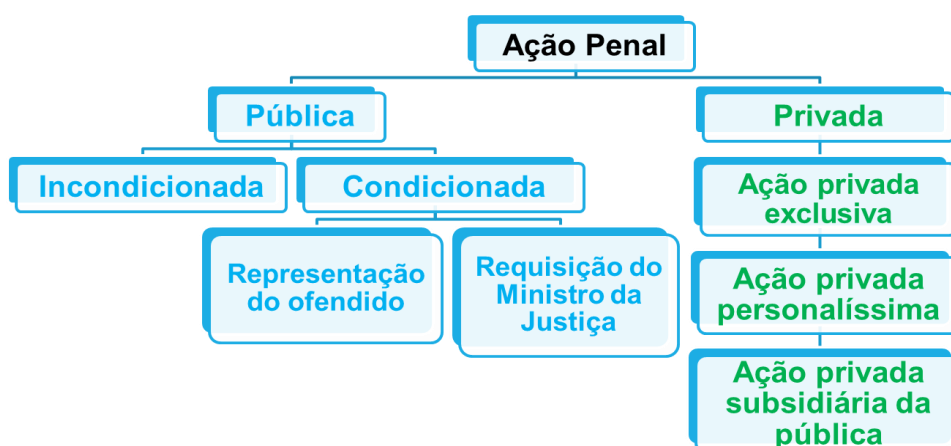 Ação Penal
Pública
Privada
Incondicionada
Condicionada
Ação privada
exclusiva
Representação
do ofendido
Requisição do
Ministro da
Justiça
Ação privada
personalíssima
Ação privada
subsidiária da
pública